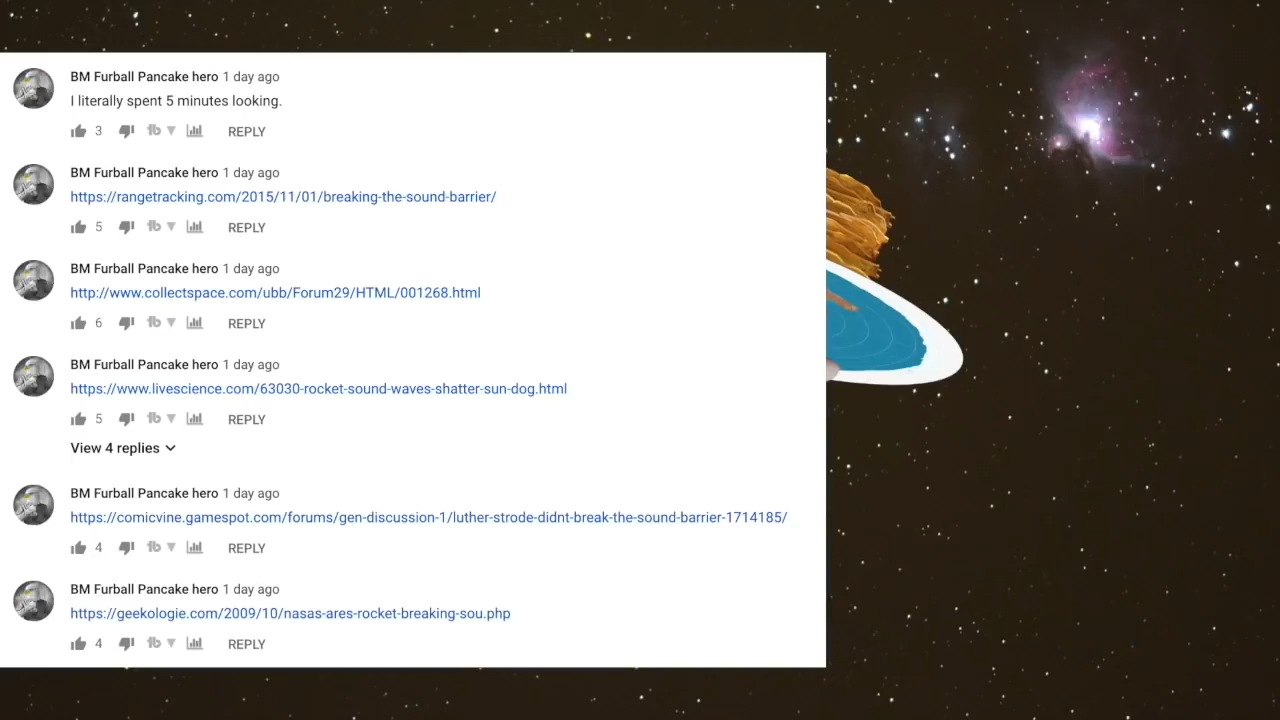 BM Furball Pancake hero 1 day ago
I literally spent 5 minutes looking.
3 fb REPLY
BM Furball Pancake hero 1 day ago
https://rangetracking.com/2015/11/01/breaking-the-sound-barrier/
5 fb REPLY
BM Furball Pancake hero 1 day ago
http://www.collectspace.com/ubb/Forum29/HTML/001268.html
6 fb REPLY
BM Furball Pancake hero 1 day ago
https://www.livescience.com/63030-rocket-sound-waves-shatter-sun-dog.html
5 fb REPLY
View 4 replies
BM Furball Pancake hero 1 day ago
https://comicvine.gamespot.com/forums/gen-discussion-1/luther-strode-didnt-break-the-sound-barrier-1714185/
4 fb REPLY
BM Furball Pancake hero 1 day ago
https://geekologie.com/2009/10/nasas-ares-rocket-breaking-sou.php
4 fb REPLY